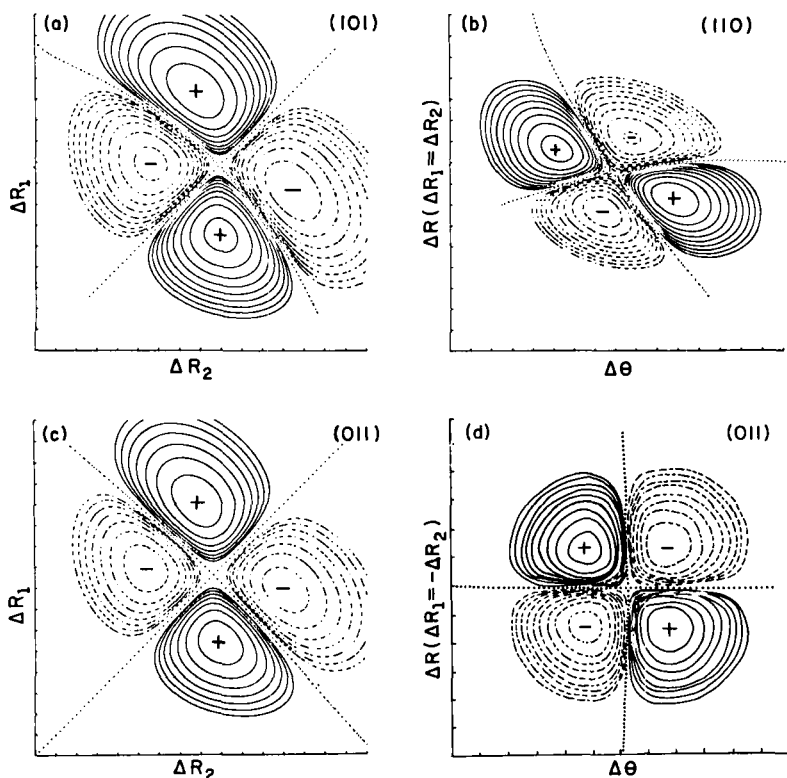 (a)
(101)
+
−
−
+
ΔR₁
ΔR₂
(b)
(110)
+
−
−
+
ΔR (ΔR₁ = ΔR₂)
Δθ
(c)
(011)
+
−
−
+
ΔR₁
ΔR₂
(d)
(011)
+
−
−
+
ΔR (ΔR₁ = -ΔR₂)
Δθ